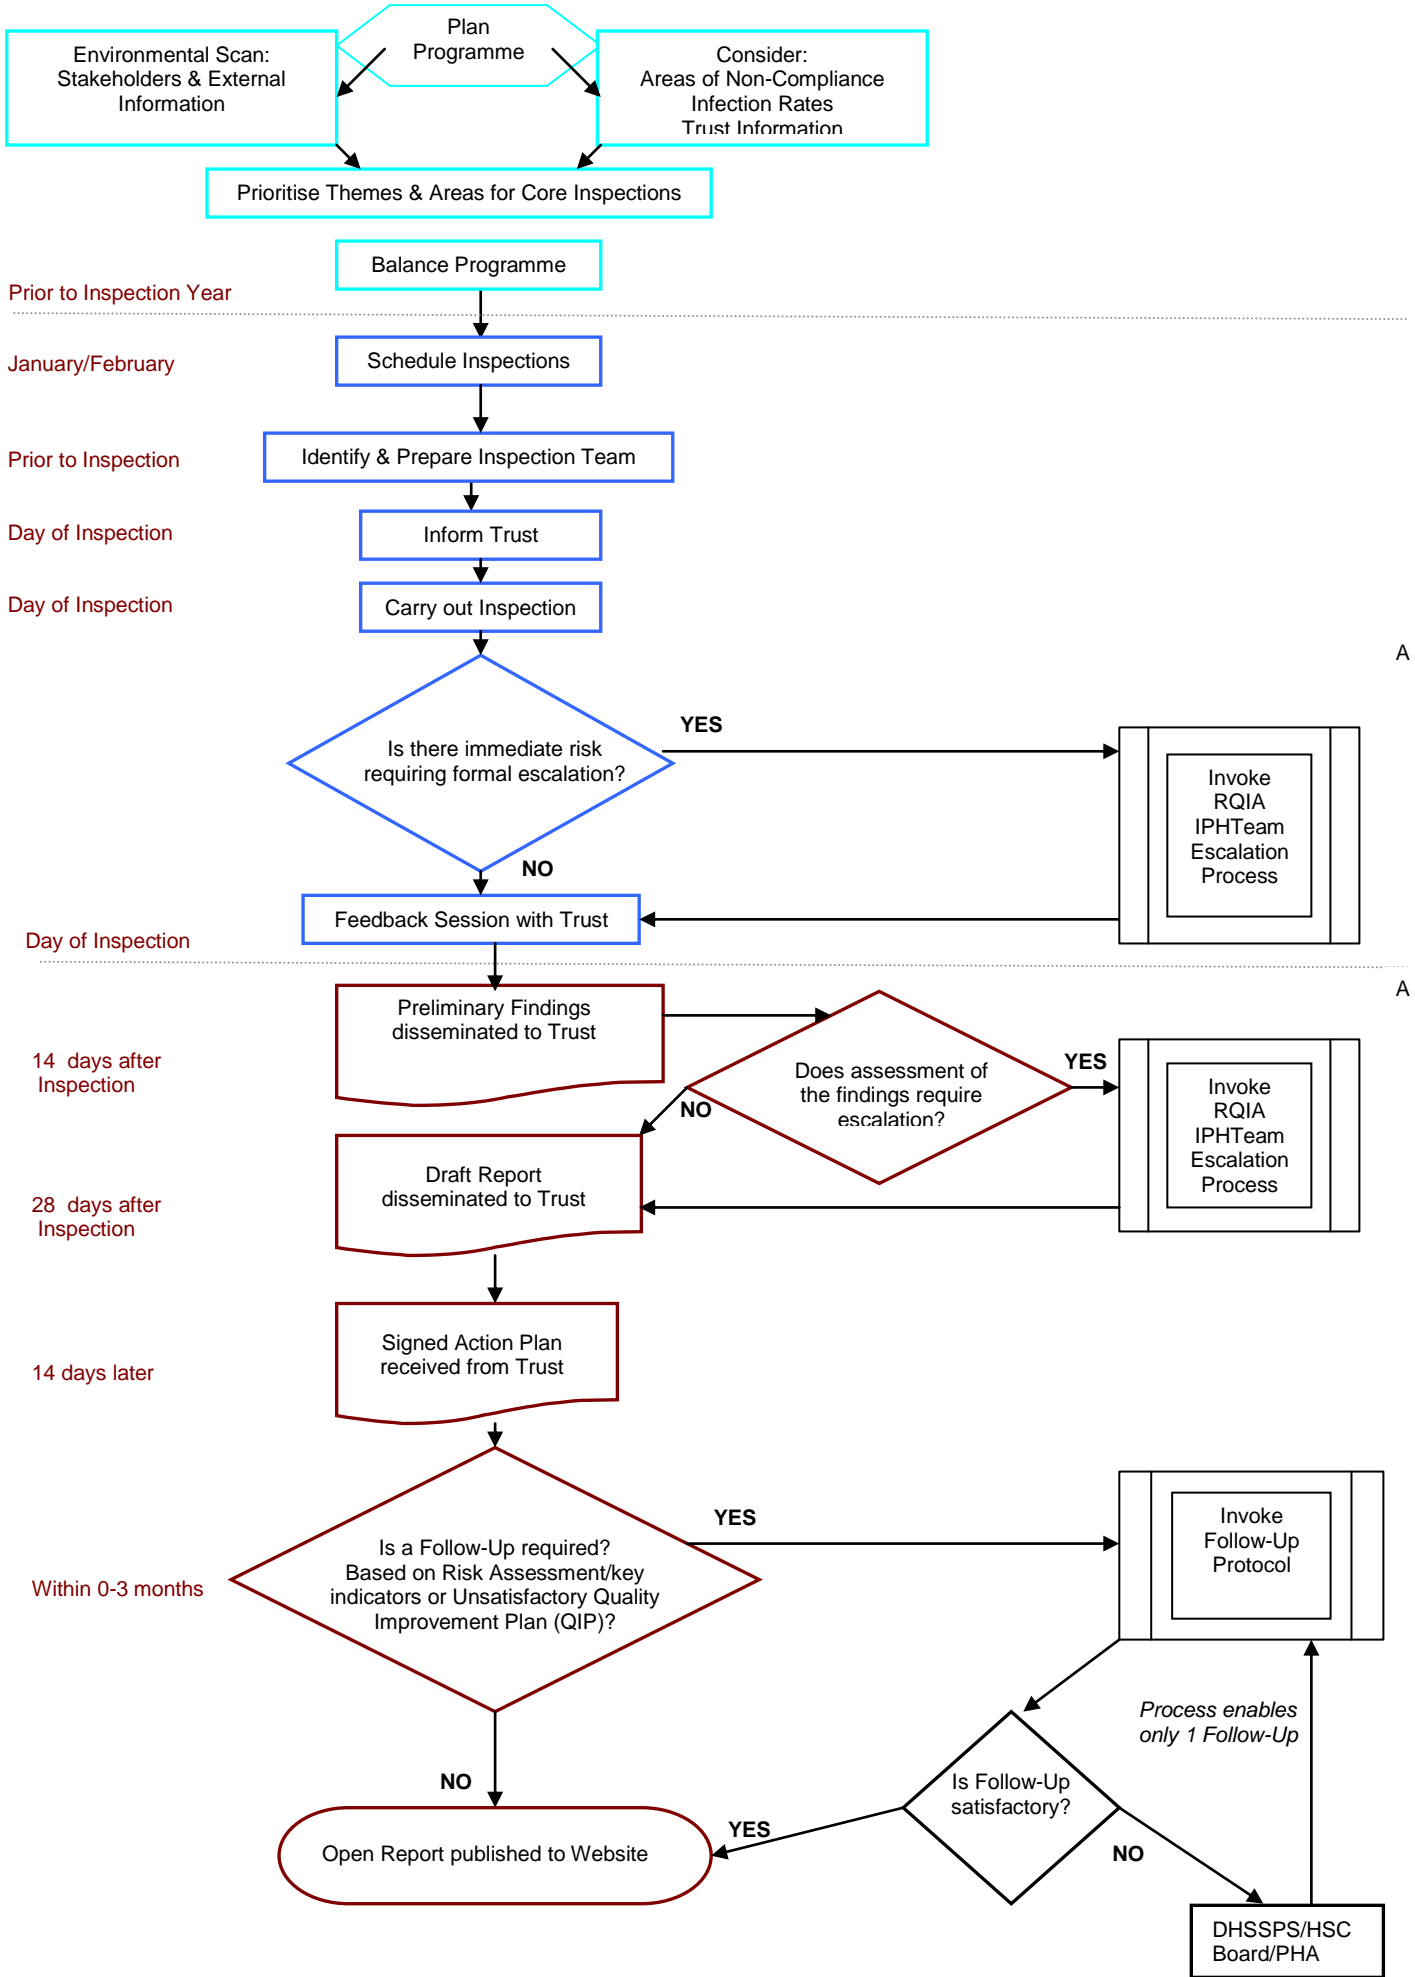 Plan
Programme
Environmental Scan:
Stakeholders & External
Information
Consider:
Areas of Non-Compliance
Infection Rates
Trust Information
Prioritise Themes & Areas for Core Inspections
Balance Programme
Prior to Inspection Year
January/February
Schedule Inspections
Prior to Inspection
Identify & Prepare Inspection Team
Day of Inspection
Inform Trust
Day of Inspection
Carry out Inspection
A
YES
Is there immediate risk
requiring formal escalation?
Invoke
RQIA
IPHTeam
Escalation
Process
NO
Feedback Session with Trust
Day of Inspection
A
Preliminary Findings
disseminated to Trust
14 days after
Inspection
Does assessment of
the findings require
escalation?
YES
NO
Invoke
RQIA
IPHTeam
Escalation
Process
Draft Report
disseminated to Trust
28 days after
Inspection
Signed Action Plan
received from Trust
14 days later
YES
Is a Follow-Up required?
Based on Risk Assessment/key
indicators or Unsatisfactory Quality
Improvement Plan (QIP)?
Within 0-3 months
Invoke
Follow-Up
Protocol
Process enables
only 1 Follow-Up
NO
Is Follow-Up
satisfactory?
YES
NO
Open Report published to Website
DHSSPS/HSC
Board/PHA